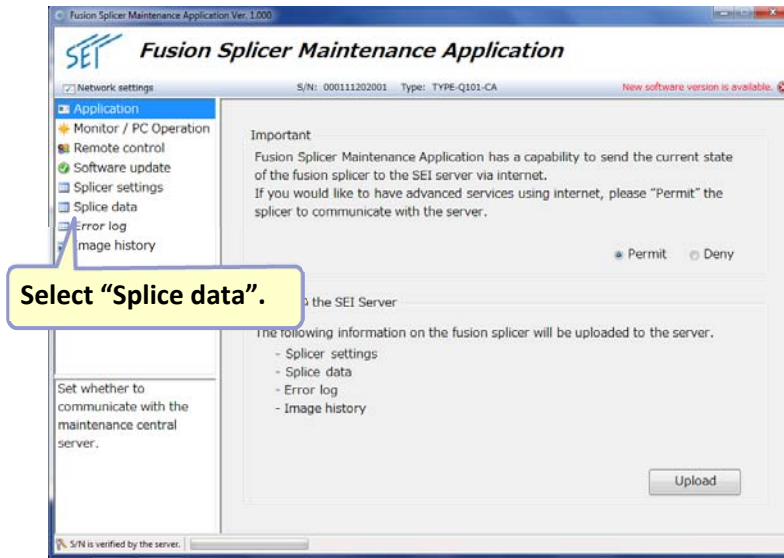 Fusion Splicer Maintenance Application Ver. 1.000
SEI Fusion Splicer Maintenance Application
Network settings
S/N: 000111202001 Type: TYPE-Q101-CA
New software version is available.
Application
Monitor / PC Operation
Remote control
Software update
Splicer settings
Splice data
Error log
Image history
Select “Splice data”.
Set whether to
communicate with the
maintenance central
server.
Important
Fusion Splicer Maintenance Application has a capability to send the current state
of the fusion splicer to the SEI server via internet.
If you would like to have advanced services using internet, please "Permit" the
splicer to communicate with the server.
Permit Deny
the SEI Server
The following information on the fusion splicer will be uploaded to the server.
- Splicer settings
- Splice data
- Error log
- Image history
Upload
S/N is verified by the server.